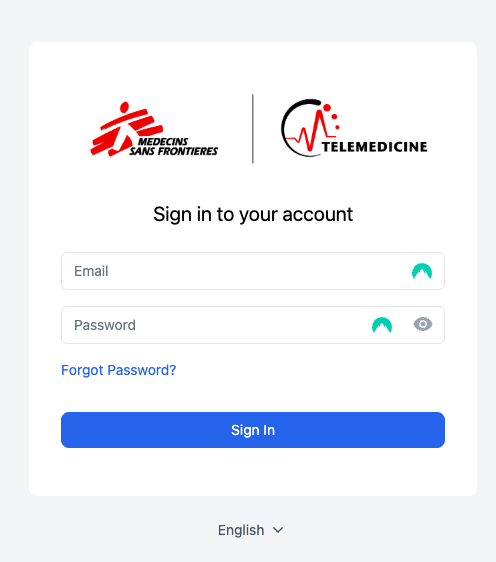 MEDECINS
SANS FRONTIERES
TELEMEDICINE
Sign in to your account
Email
Password
Forgot Password?
Sign In
English